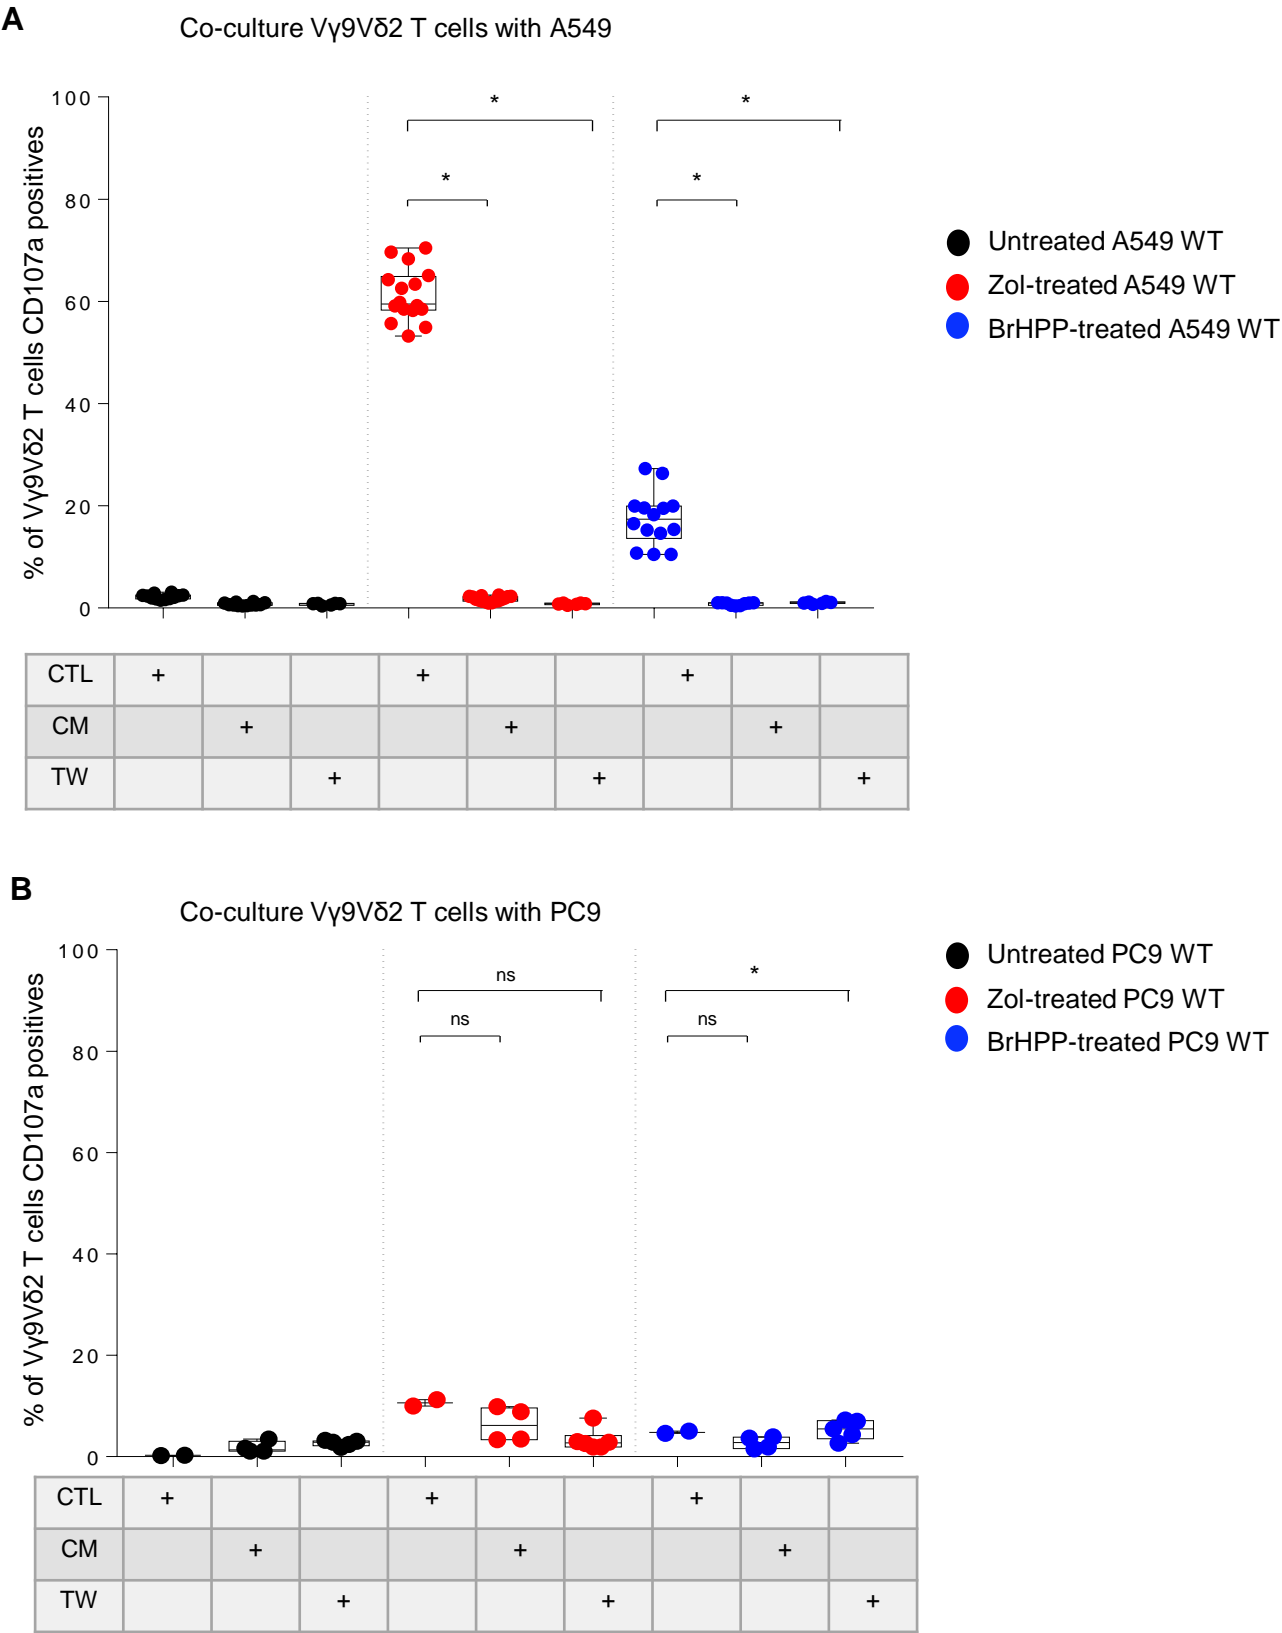 A
Co-culture Vγ9Vδ2 T cells with A549
% of Vγ9Vδ2 T cells CD107a positives
100
80
60
40
20
0
* *
* *
Untreated A549 WT
Zol-treated A549 WT
BrHPP-treated A549 WT
CTL + + +
CM + + +
TW + + +
B
Co-culture Vγ9Vδ2 T cells with PC9
% of Vγ9Vδ2 T cells CD107a positives
100
80
60
40
20
0
ns *
ns ns
Untreated PC9 WT
Zol-treated PC9 WT
BrHPP-treated PC9 WT
CTL + + +
CM + + +
TW + + +